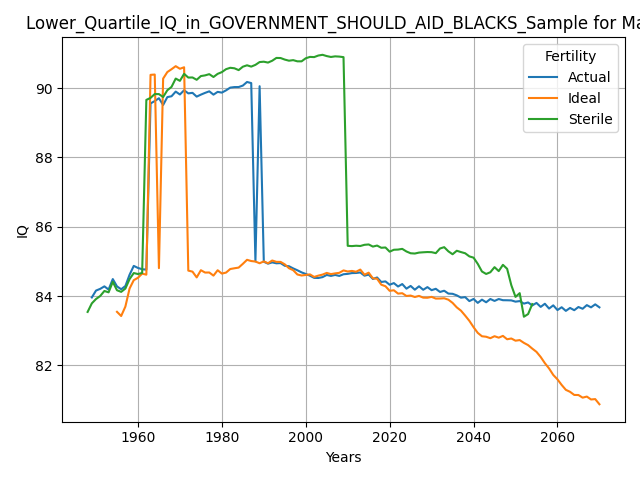 Lower_Quartile_IQ_in_GOVERNMENT_SHOULD_AID_BLACKS_Sample for Ma
Fertility
Actual
Ideal
Sterile
IQ
90
88
86
84
82
1960
1980
2000
2020
2040
2060
Years